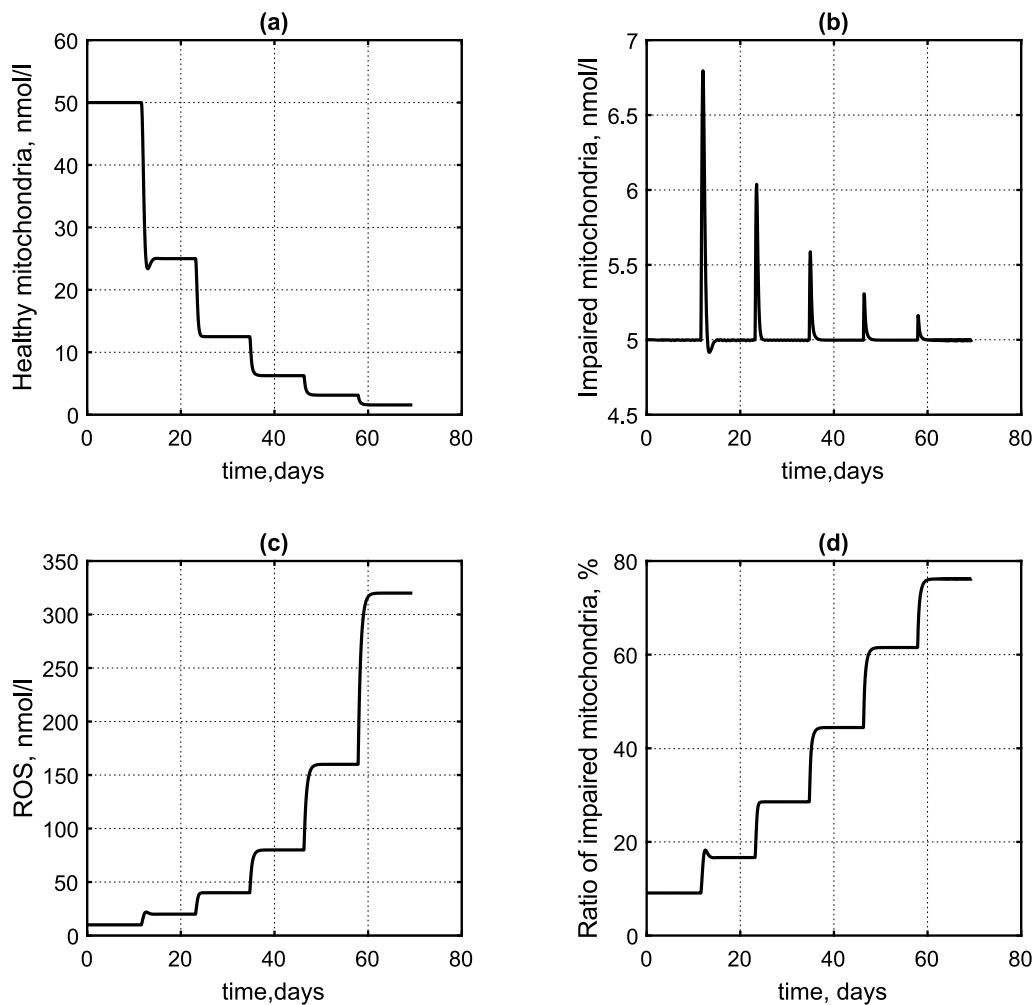 (a)
60
50
40
30
20
10
0
Healthy mitochondria, nmol/l
0 20 40 60 80
time,days
(b)
7
6.5
6
5.5
5
4.5
Impaired mitochondria, nmol/l
0 20 40 60 80
time,days
(c)
350
300
250
200
150
100
50
0
ROS, nmol/l
0 20 40 60 80
time,days
(d)
80
60
40
20
0
Ratio of impaired mitochondria, %
0 20 40 60 80
time, days